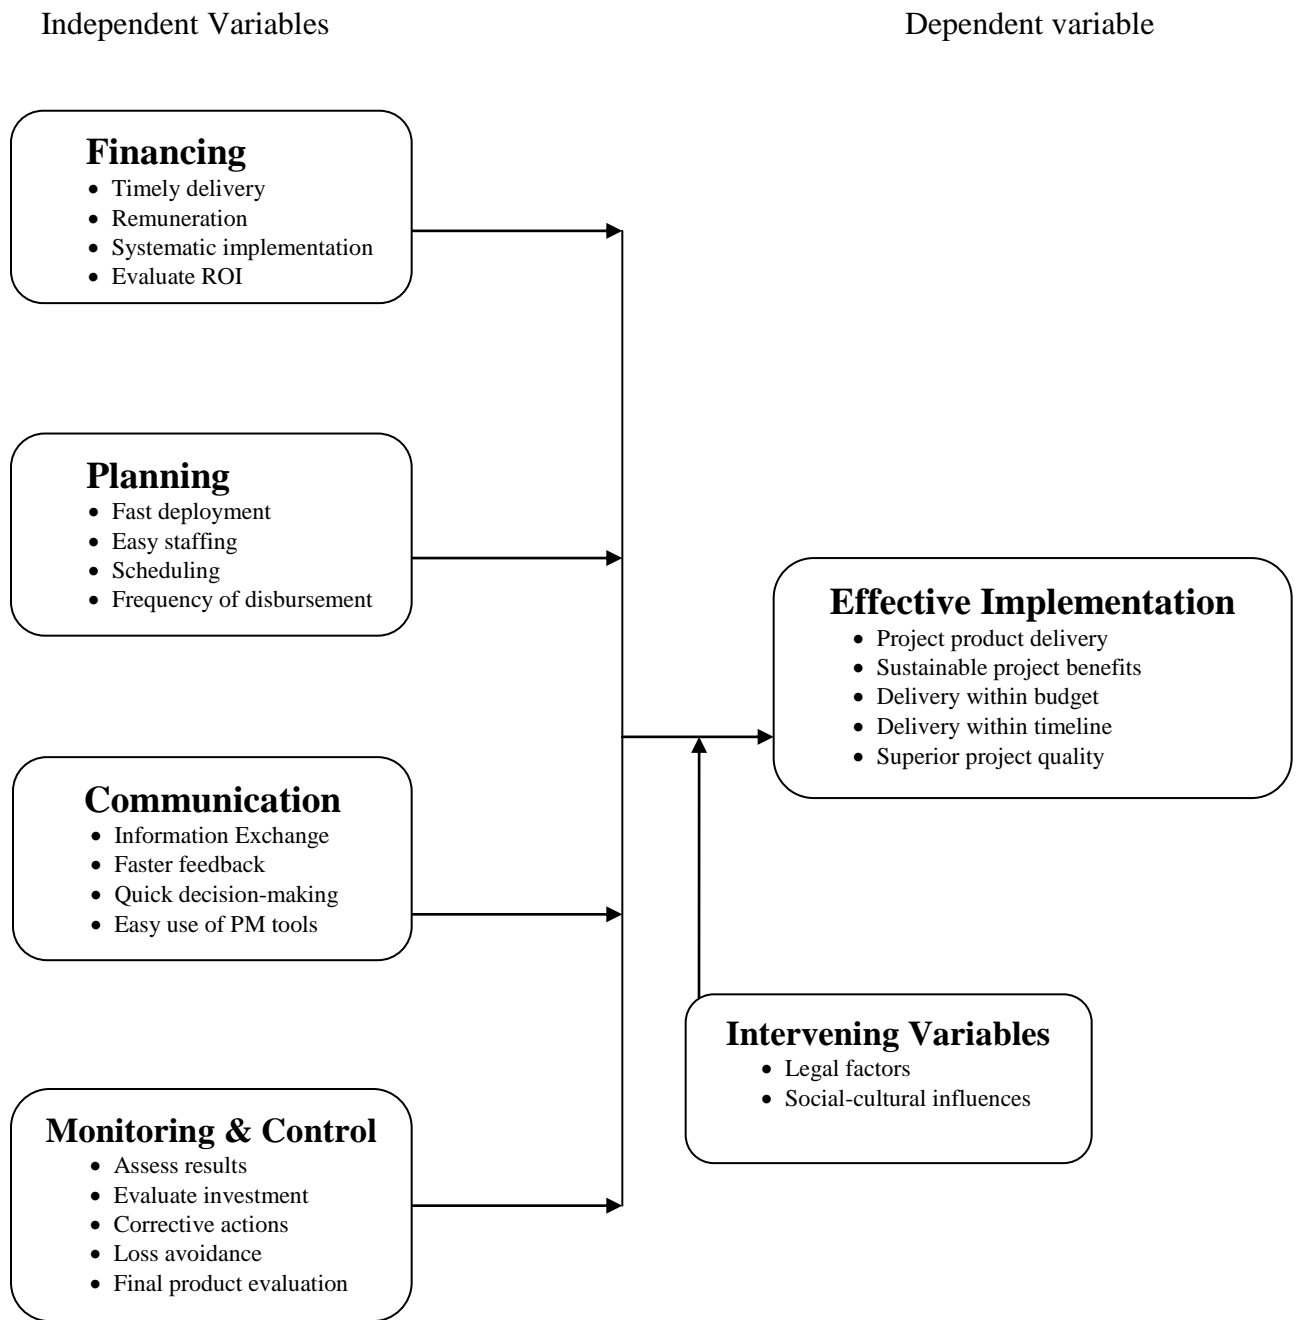 Independent Variables
Dependent variable
Financing
• Timely delivery
• Remuneration
• Systematic implementation
• Evaluate ROI
Planning
• Fast deployment
• Easy staffing
• Scheduling
• Frequency of disbursement
Effective Implementation
• Project product delivery
• Sustainable project benefits
• Delivery within budget
• Delivery within timeline
• Superior project quality
Communication
• Information Exchange
• Faster feedback
• Quick decision-making
• Easy use of PM tools
Intervening Variables
• Legal factors
• Social-cultural influences
Monitoring & Control
• Assess results
• Evaluate investment
• Corrective actions
• Loss avoidance
• Final product evaluation